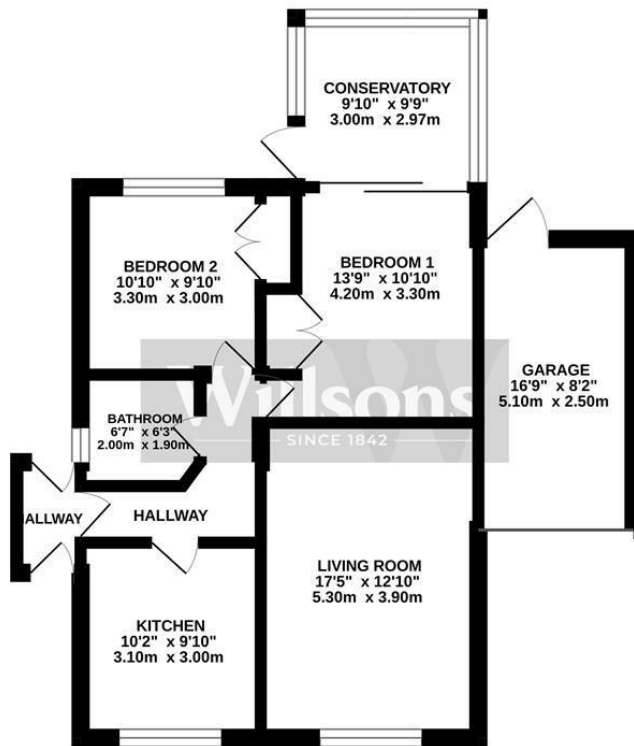 CONSERVATORY
9'10" x 9'9"
3.00m x 2.97m
BEDROOM 2
10'10" x 9'10"
3.30m x 3.00m
BEDROOM 1
13'9" x 10'10"
4.20m x 3.30m
GARAGE
16'9" x 8'2"
5.10m x 2.50m
Willsons
SINCE 1842
BATHROOM
6'7" x 6'3"
2.00m x 1.90m
HALLWAY
HALLWAY
LIVING ROOM
17'5" x 12'10"
5.30m x 3.90m
KITCHEN
10'2" x 9'10"
3.10m x 3.00m